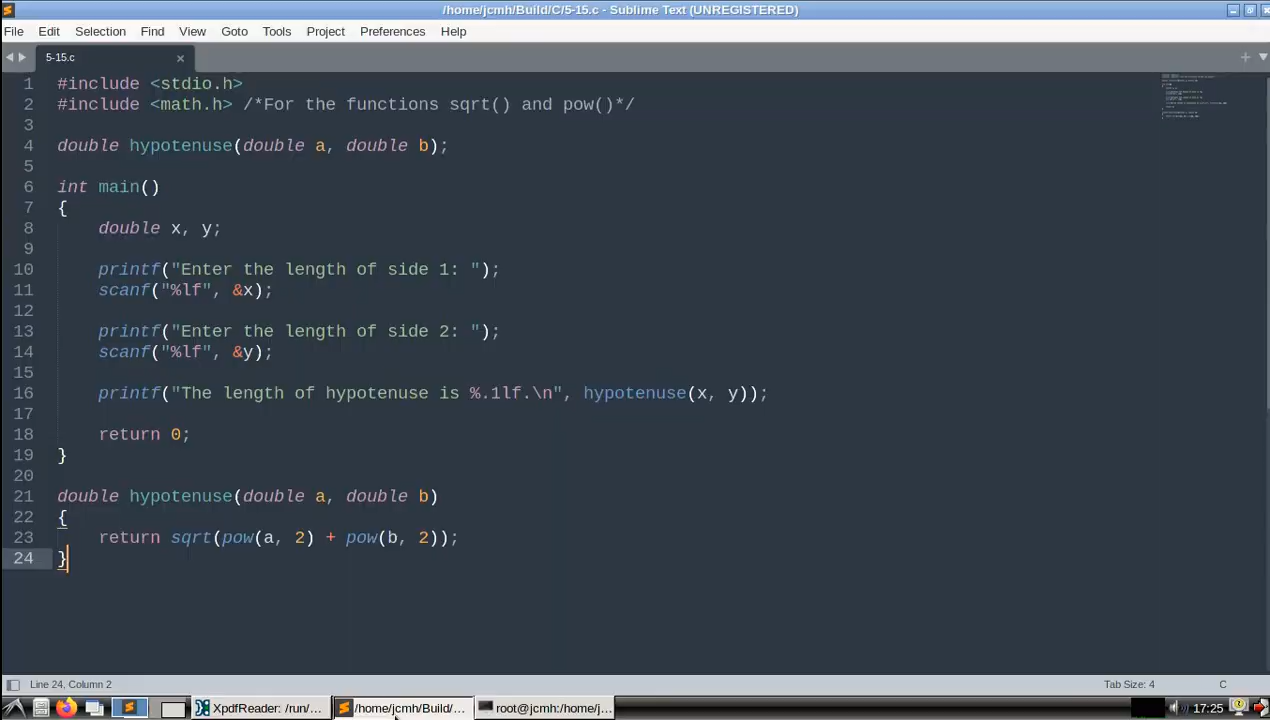 /home/jcmh/Build/C/5-15.c - Sublime Text (UNREGISTERED)
File Edit Selection Find View Goto Tools Project Preferences Help
5-15.c
1 #include <stdio.h>
2 #include <math.h> /*For the functions sqrt() and pow()*/
3
4 double hypotenuse(double a, double b);
5
6 int main()
7 {
8     double x, y;
9
10     printf("Enter the length of side 1: ");
11     scanf("%lf", &x);
12
13     printf("Enter the length of side 2: ");
14     scanf("%lf", &y);
15
16     printf("The length of hypotenuse is %.1lf.\n", hypotenuse(x, y));
17
18     return 0;
19 }
20
21 double hypotenuse(double a, double b)
22 {
23     return sqrt(pow(a, 2) + pow(b, 2));
24 }
Line 24, Column 2 Tab Size: 4 C
XpdfReader: /run/... /home/jcmh/Build/... root@jcmh:/home/j... 17:25